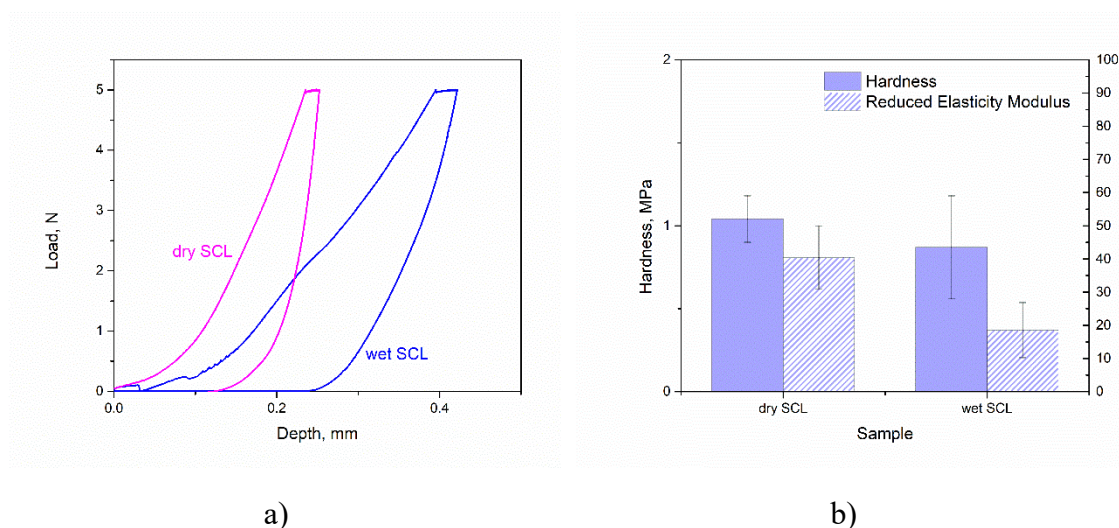 5
4
3
2
1
0
Load, N
dry SCL
wet SCL
0.0
0.2
0.4
Depth, mm
a)
2
1
0
Hardness, MPa
Hardness
Reduced Elasticity Modulus
100
90
80
70
60
50
40
30
20
10
0
dry SCL
wet SCL
Sample
b)